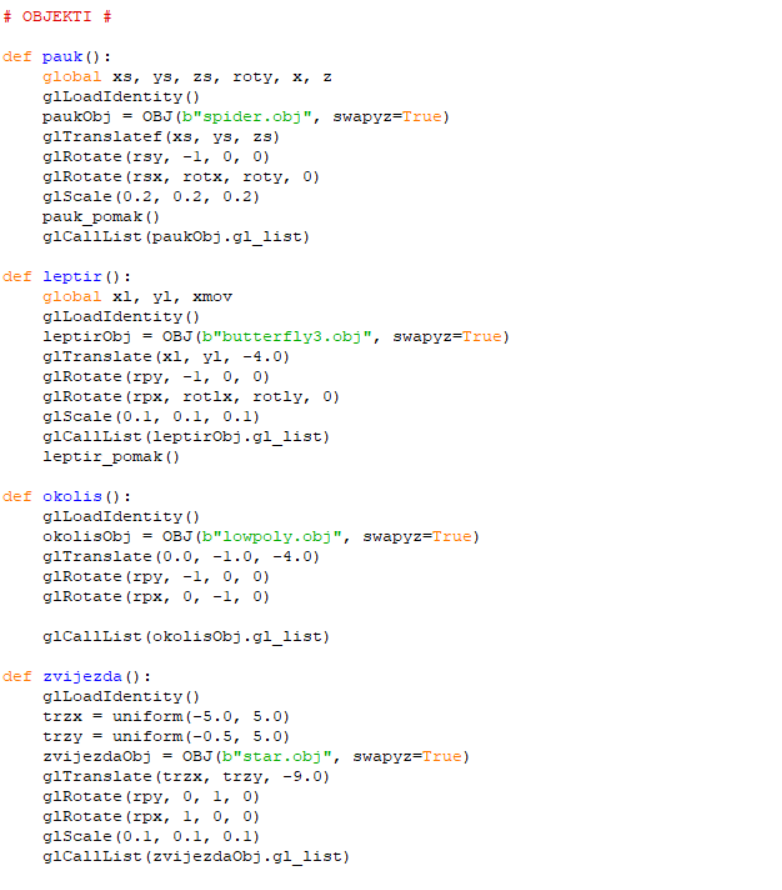 # OBJEKTI #
def pauk():
    global xs, ys, zs, roty, x, z
    glLoadIdentity()
    paukObj = OBJ(b"spider.obj", swapyz=True)
    glTranslatef(xs, ys, zs)
    glRotate(rsy, -1, 0, 0)
    glRotate(rsx, rotx, roty, 0)
    glScale(0.2, 0.2, 0.2)
    pauk_pomak()
    glCallList(paukObj.gl_list)
def leptir():
    global xl, yl, xmov
    glLoadIdentity()
    leptirObj = OBJ(b"butterfly3.obj", swapyz=True)
    glTranslate(xl, yl, -4.0)
    glRotate(rpy, -1, 0, 0)
    glRotate(rpx, rotlx, rotly, 0)
    glScale(0.1, 0.1, 0.1)
    glCallList(leptirObj.gl_list)
    leptir_pomak()
def okolis():
    glLoadIdentity()
    okolisObj = OBJ(b"lowpoly.obj", swapyz=True)
    glTranslate(0.0, -1.0, -4.0)
    glRotate(rpy, -1, 0, 0)
    glRotate(rpx, 0, -1, 0)
    glCallList(okolisObj.gl_list)
def zvijezda():
    glLoadIdentity()
    trzx = uniform(-5.0, 5.0)
    trzy = uniform(-0.5, 5.0)
    zvijezdaObj = OBJ(b"star.obj", swapyz=True)
    glTranslate(trzx, trzy, -9.0)
    glRotate(rpy, 0, 1, 0)
    glRotate(rpx, 1, 0, 0)
    glScale(0.1, 0.1, 0.1)
    glCallList(zvijezdaObj.gl_list)